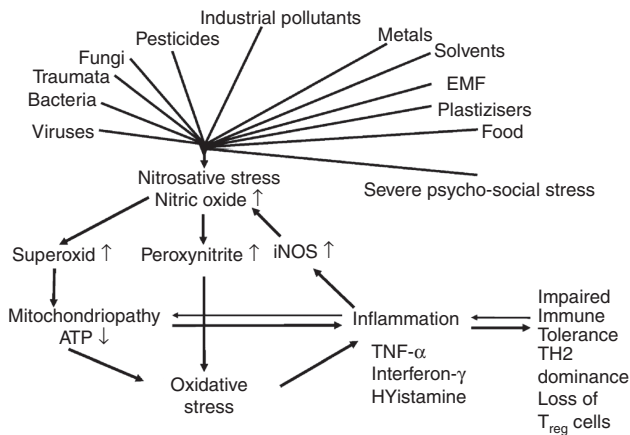 Industrial pollutants
Pesticides
Metals
Fungi
Solvents
Traumata
EMF
Bacteria
Plastizisers
Viruses
Food
Severe psycho-social stress
Nitrosative stress
Nitric oxide ↑
Superoxid ↑
Peroxynitrite ↑
iNOS ↑
Mitochondriopathy
ATP ↓
Inflammation
TNF-α
Interferon-γ
HYistamine
Oxidative
stress
Impaired
Immune
Tolerance
TH2
dominance
Loss of
Treg cells